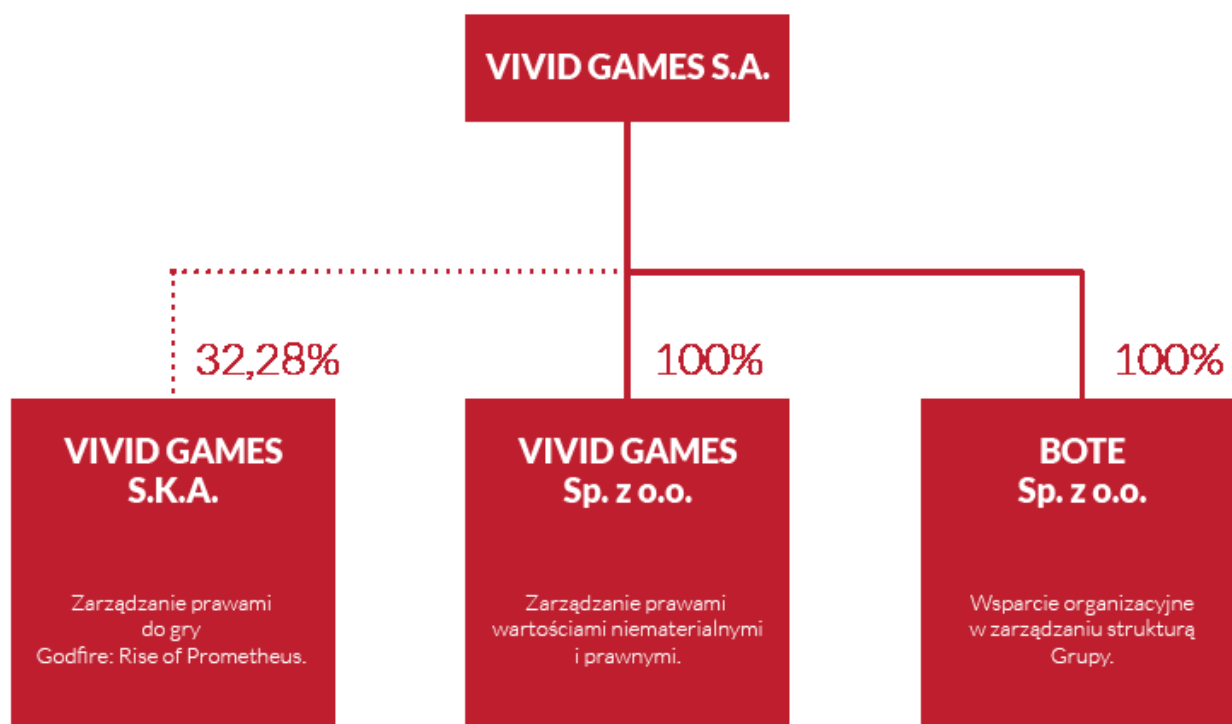 VIVID GAMES S.A.
32,28%
100%
100%
VIVID GAMES
S.K.A.
Zarządzanie prawami
do gry
Godfire: Rise of Prometheus.
VIVID GAMES
Sp. z o.o.
Zarządzanie prawami
wartościami niematerialnymi
i prawnymi.
BOTE
Sp. z o.o.
Wsparcie organizacyjne
w zarządzaniu strukturą
Grupy.